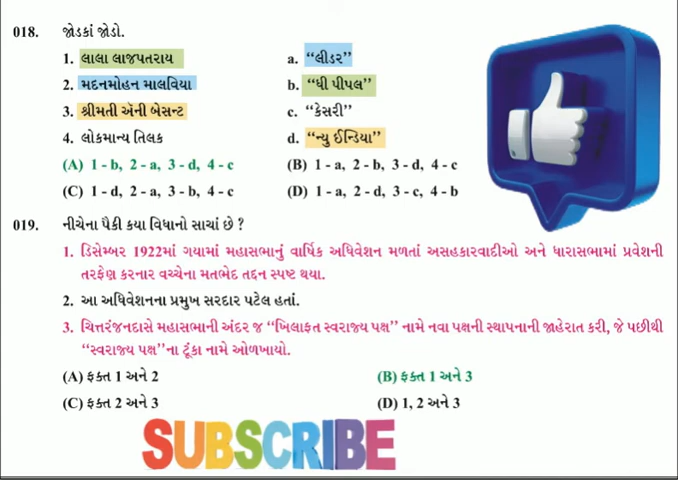 018. જોડકાં જોડો.
1. લાલા લાજપતરાય a. “લીડર”
2. મદનમોહન માલવિયા b. “ધી પીપલ”
3. શ્રીમતી ઍની બેસન્ટ c. “કેસરી”
4. લોકમાન્ય તિલક d. “ન્યુ ઈન્ડિયા”
(A) 1 - b, 2 - a, 3 - d, 4 - c (B) 1 - a, 2 - b, 3 - d, 4 - c
(C) 1 - d, 2 - a, 3 - b, 4 - c (D) 1 - a, 2 - d, 3 - c, 4 - b
019. નીચેના પૈકી કયા વિધાનો સાચાં છે ?
1. ડિસેમ્બર 1922માં ગયામાં મહાસભાનું વાર્ષિક અધિવેશન મળતાં અસહકારવાદીઓ અને ધારાસભામાં પ્રવેશની
તરફેણ કરનાર વચ્ચેના મતભેદ તદ્દન સ્પષ્ટ થયા.
2. આ અધિવેશનના પ્રમુખ સરદાર પટેલ હતાં.
3. ચિત્તરંજનદાસે મહાસભાની અંદર જ “ખિલાફત સ્વરાજ્ય પક્ષ” નામે નવા પક્ષની સ્થાપનાની જાહેરાત કરી, જે પછીથી
“સ્વરાજ્ય પક્ષ”ના ટૂંકા નામે ઓળખાયો.
(A) ફક્ત 1 અને 2 (B) ફક્ત 1 અને 3
(C) ફક્ત 2 અને 3 (D) 1, 2 અને 3
SUBSCRIBE